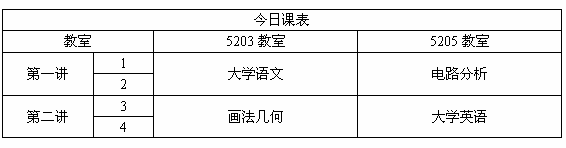 今日课表
教室 5203 教室 5205 教室
第一讲 1 2 大学语文 电路分析
第二讲 3 4 画法几何 大学英语